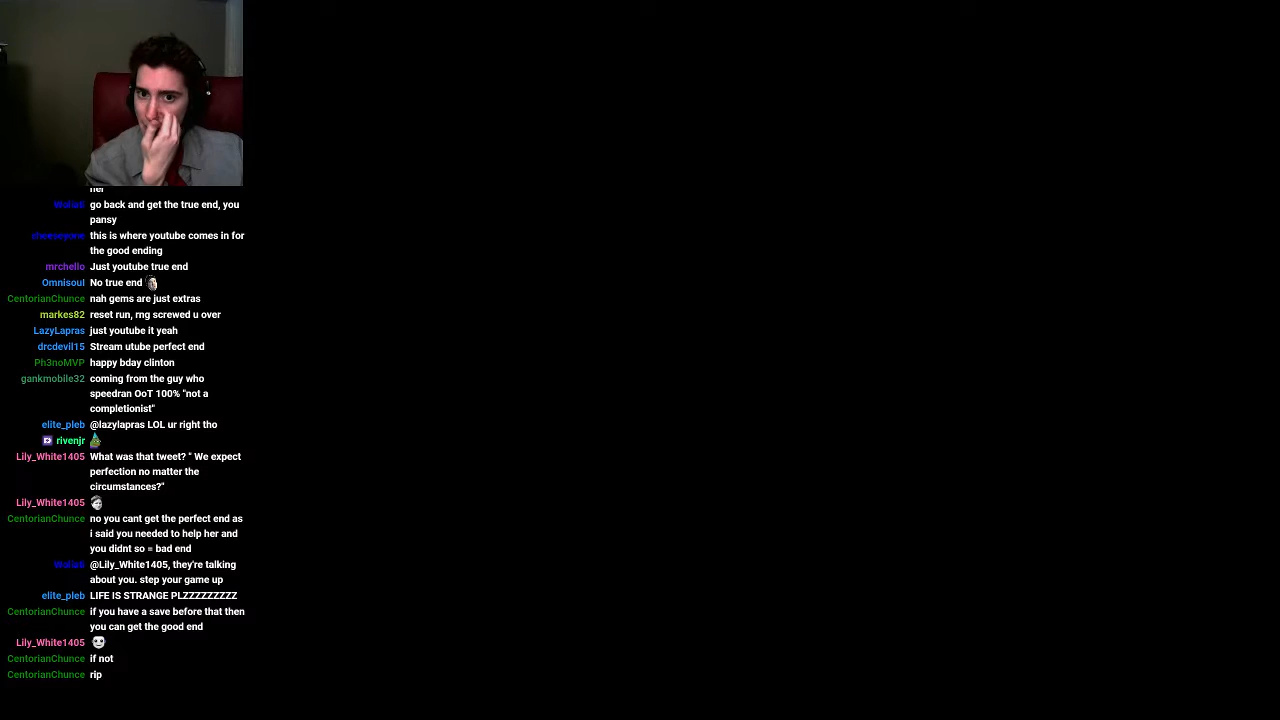 her
Wollati go back and get the true end, you
pansy
this is where youtube comes in for
the good ending
mrchello Just youtube true end
Omnisoul No true end
CentorianChunce nah gems are just extras
markes82 reset run, rng screwed u over
LazyLapras just youtube it yeah
drcdevil15 Stream utube perfect end
Ph3noMVP happy bday clinton
gankmobile32 coming from the guy who
speedran OoT 100% "not a
completionist"
elite_pleb @lazylapras LOL ur right tho
rivenjr
Lily_White1405 What was that tweet? " We expect
perfection no matter the
circumstances?"
Lily_White1405
CentorianChunce no you cant get the perfect end as
i said you needed to help her and
you didnt so = bad end
Wollati @Lily_White1405, they're talking
about you. step your game up
elite_pleb LIFE IS STRANGE PLZZZZZZZZZ
CentorianChunce if you have a save before that then
you can get the good end
Lily_White1405
CentorianChunce if not
CentorianChunce rip